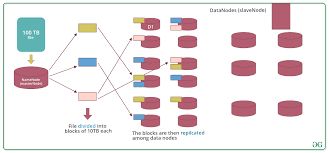 100 TB
file
NameNode
(masterNode)
File divided into
blocks of 10TB each
D1
The blocks are then replicated
among data nodes
DataNodes (slaveNode)